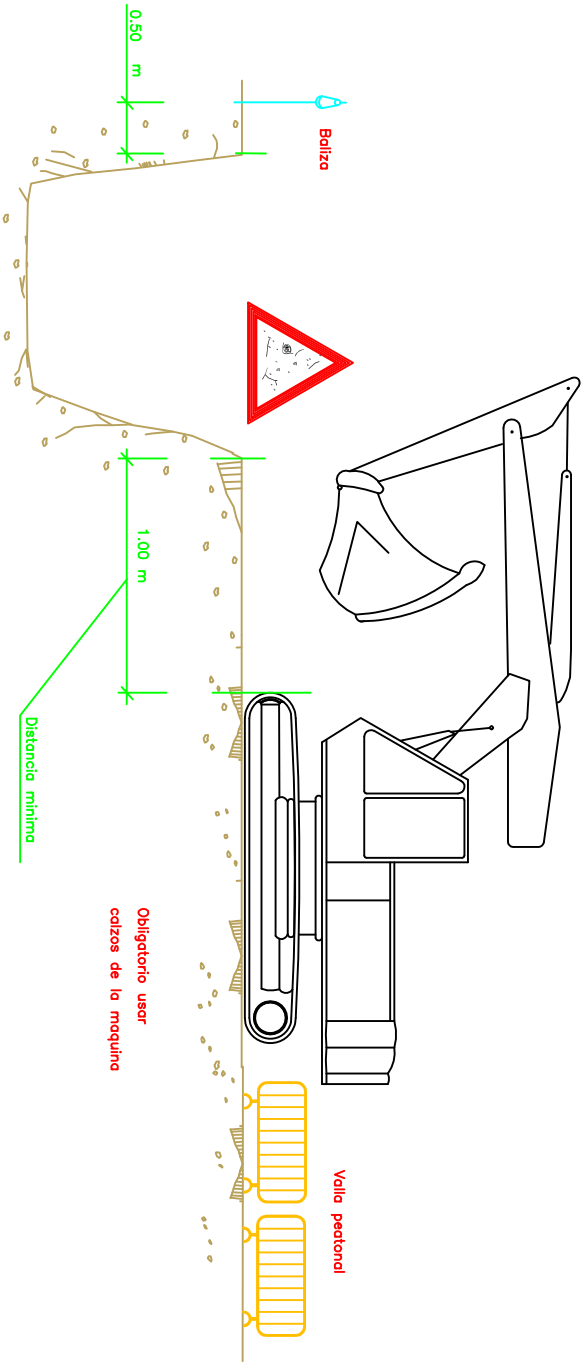 0.50 m
Baliza
1.00 m
Distancia minima
Obligatorio usar
calzos de la maquina
Valla peatonal